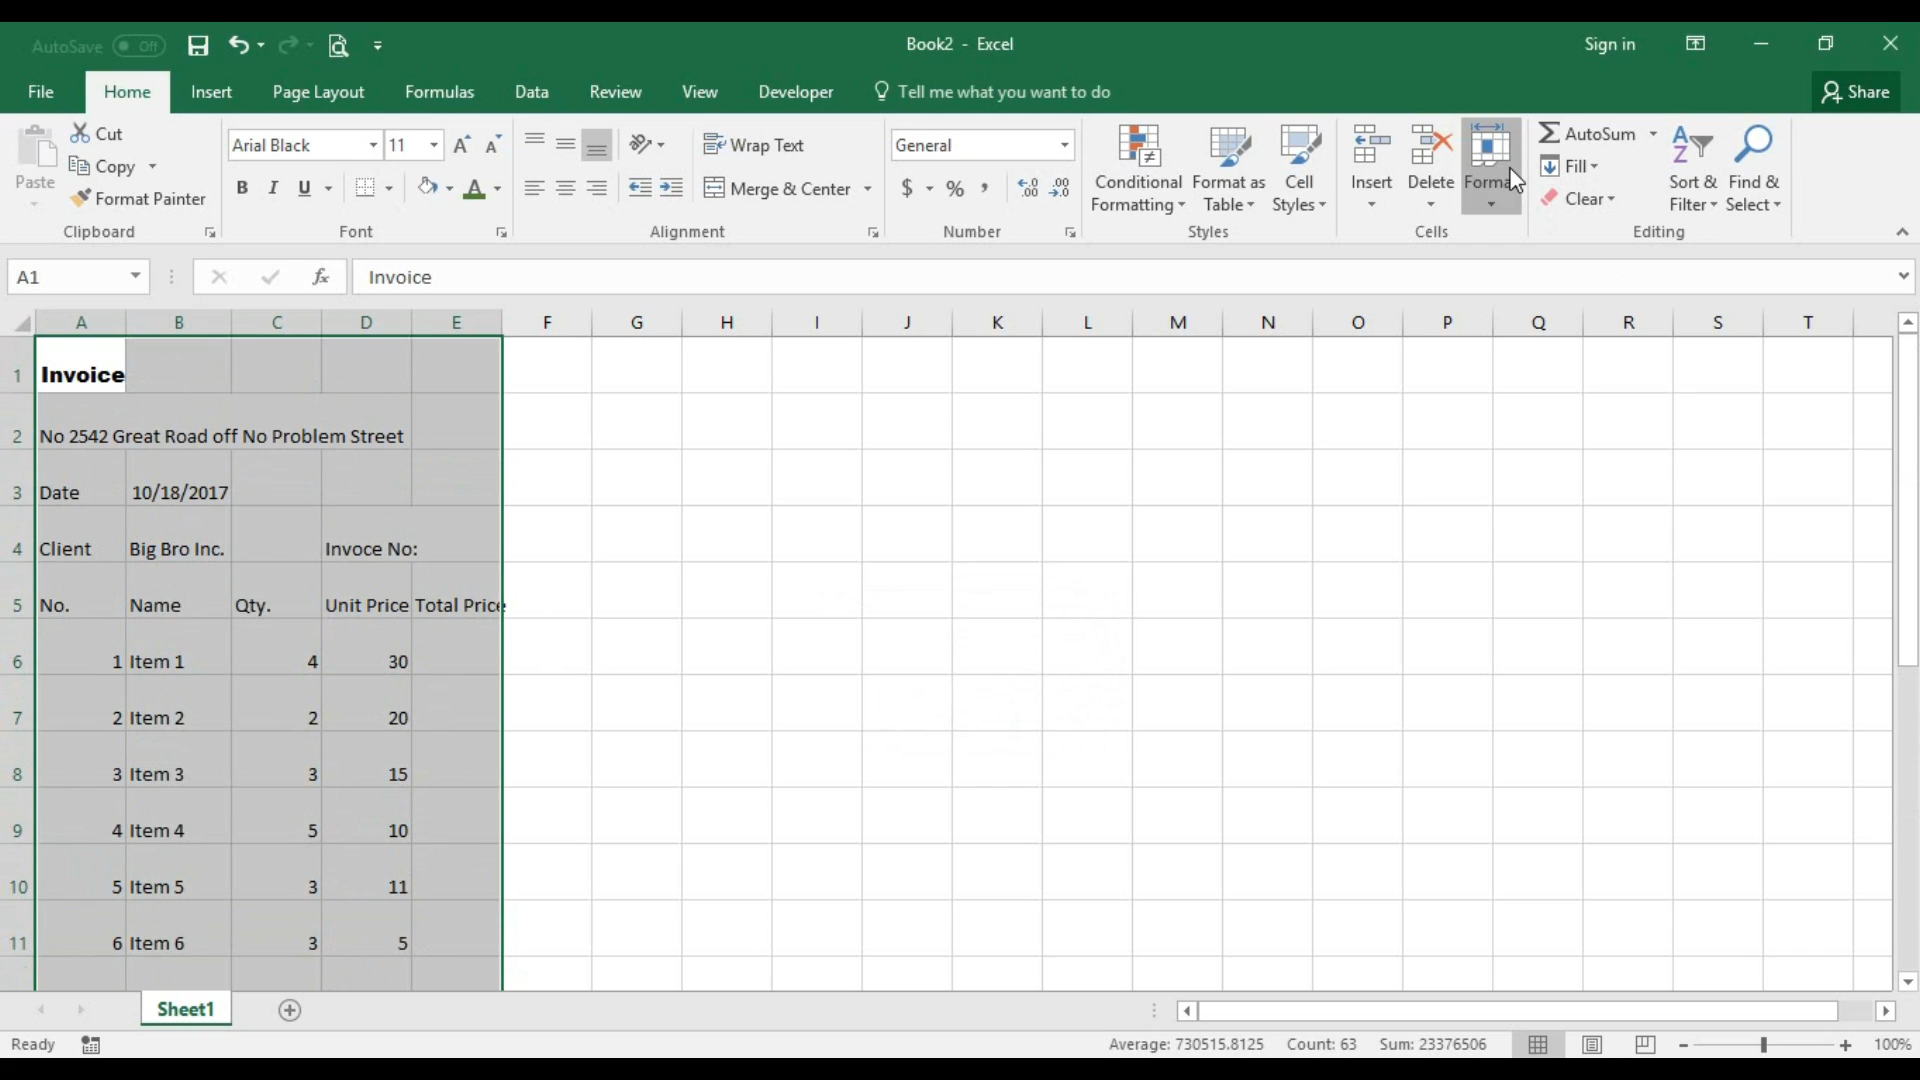 AutoSave Off Book2 - Excel Sign in
File Home Insert Page Layout Formulas Data Review View Developer Tell me what you want to do Share
Paste
Cut
Copy
Format Painter
Clipboard
Arial Black 11
B I U A
Font
Wrap Text
Merge & Center
Alignment
General
$ % ,
Number
Conditional Formatting
Format as Table
Cell Styles
Styles
Insert Delete
Cells
AutoSum
Fill
Clear
Sort & Filter
Find & Select
Editing
A1 fx Invoice
A B C D E F G H I J K L M N O P Q R S T
1 Invoice
2 No 2542 Great Road off No Problem Street
3 Date 10/18/2017
4 Client Big Bro Inc. Invoce No:
5 No. Name Qty. Unit Price Total Price
6 1 Item 1 4 30
7 2 Item 2 2 20
8 3 Item 3 3 15
9 4 Item 4 5 10
10 5 Item 5 3 11
11 6 Item 6 3 5
Sheet1
Ready Average: 730515.8125 Count: 63 Sum: 23376506 100%